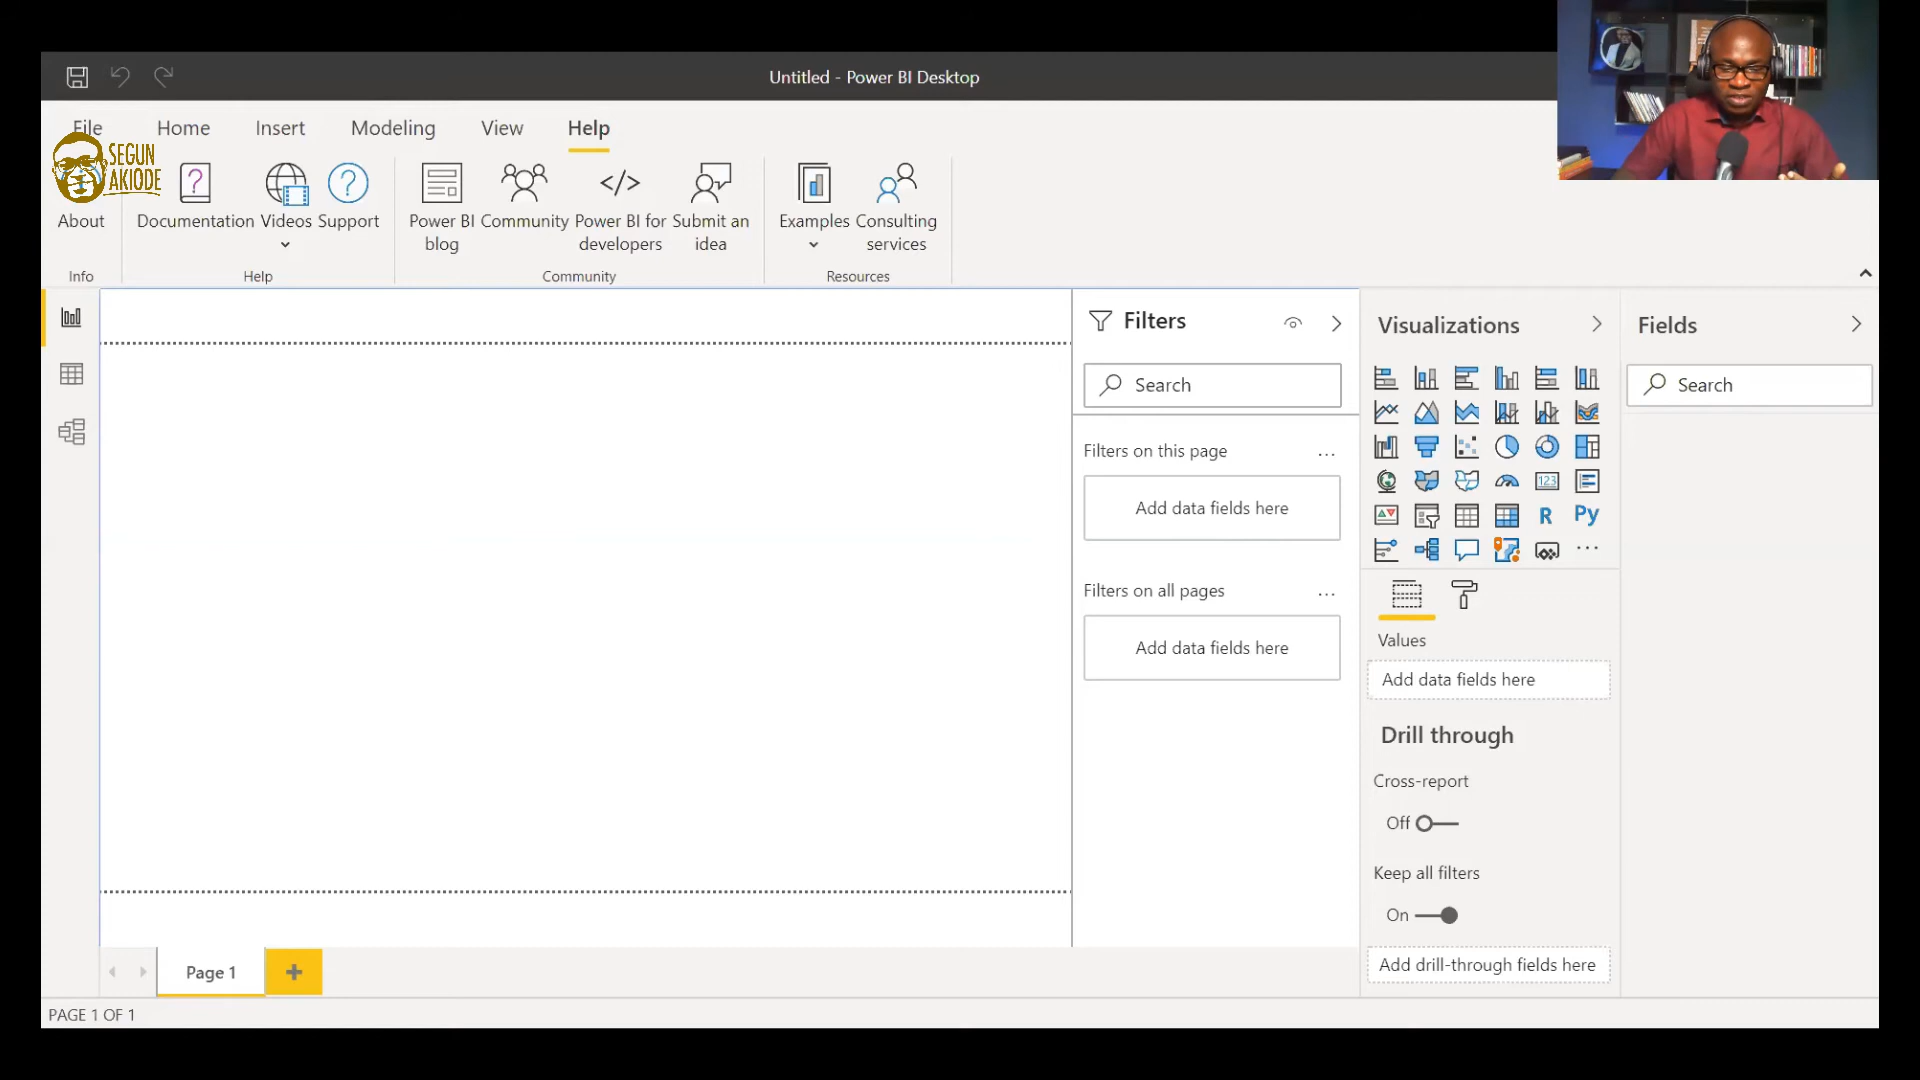 Untitled - Power BI Desktop
File Home Insert Modeling View Help
SEGUN
AKIODE
About Documentation Videos Support Power BI blog Community Power BI for developers Submit an idea Examples Consulting services
Info Help Community Resources
Filters
Search
Filters on this page
Add data fields here
Filters on all pages
Add data fields here
Visualizations
123
R Py
Values
Add data fields here
Drill through
Cross-report
Off
Keep all filters
On
Add drill-through fields here
Fields
Search
Page 1
PAGE 1 OF 1